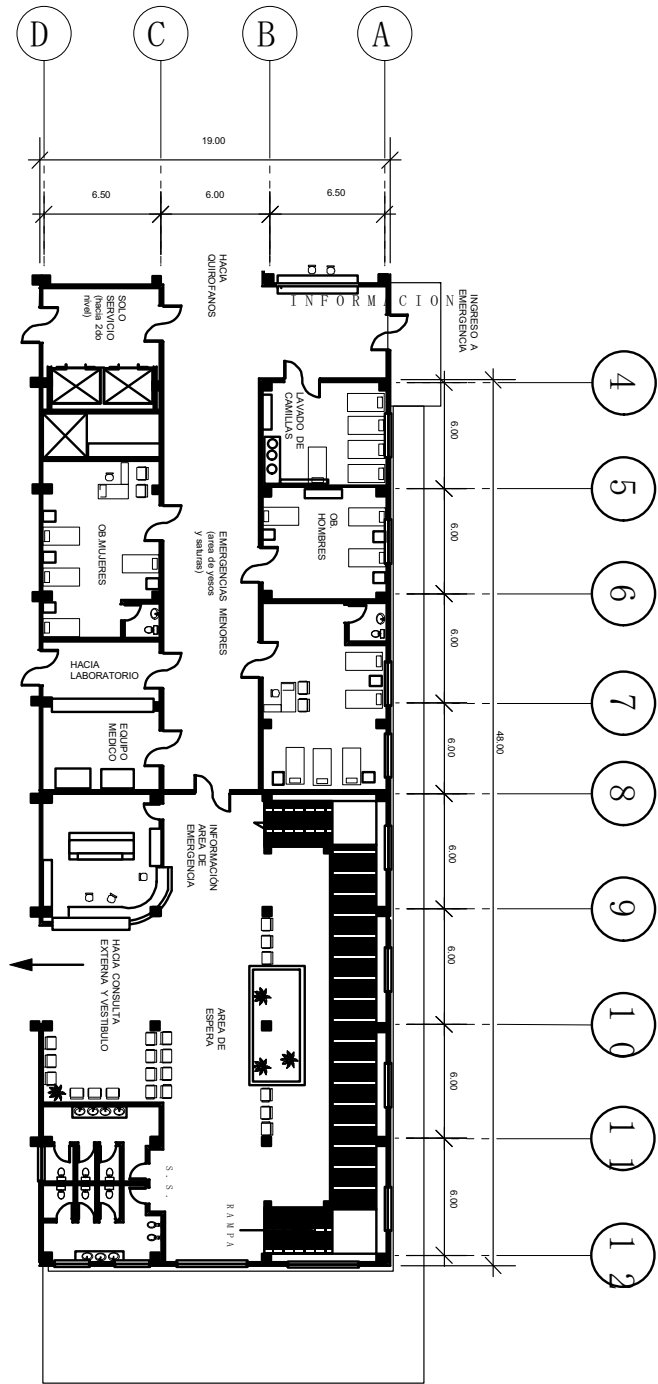 D
C
B
A
19.00
6.50
6.00
6.50
HACIA
QUIROFANOS
INFORMACION
INGRESO A
EMERGENCIA
SOLO
SERVICIO
(hacia 2do
nivel)
LAVADO DE
CAMILLAS
4
6.00
5
OB.MUJERES
EMERGENCIAS MENORES
(area de yesos
y saturas)
OB.
HOMBRES
6.00
6
6.00
HACIA
LABORATORIO
7
48.00
EQUIPO
MEDICO
6.00
8
INFORMACIÓN
AREA DE
EMERGENCIA
6.00
9
HACIA CONSULTA
EXTERNA Y VESTIBULO
AREA DE
ESPERA
6.00
10
6.00
11
S.S.
RAMPA
6.00
12